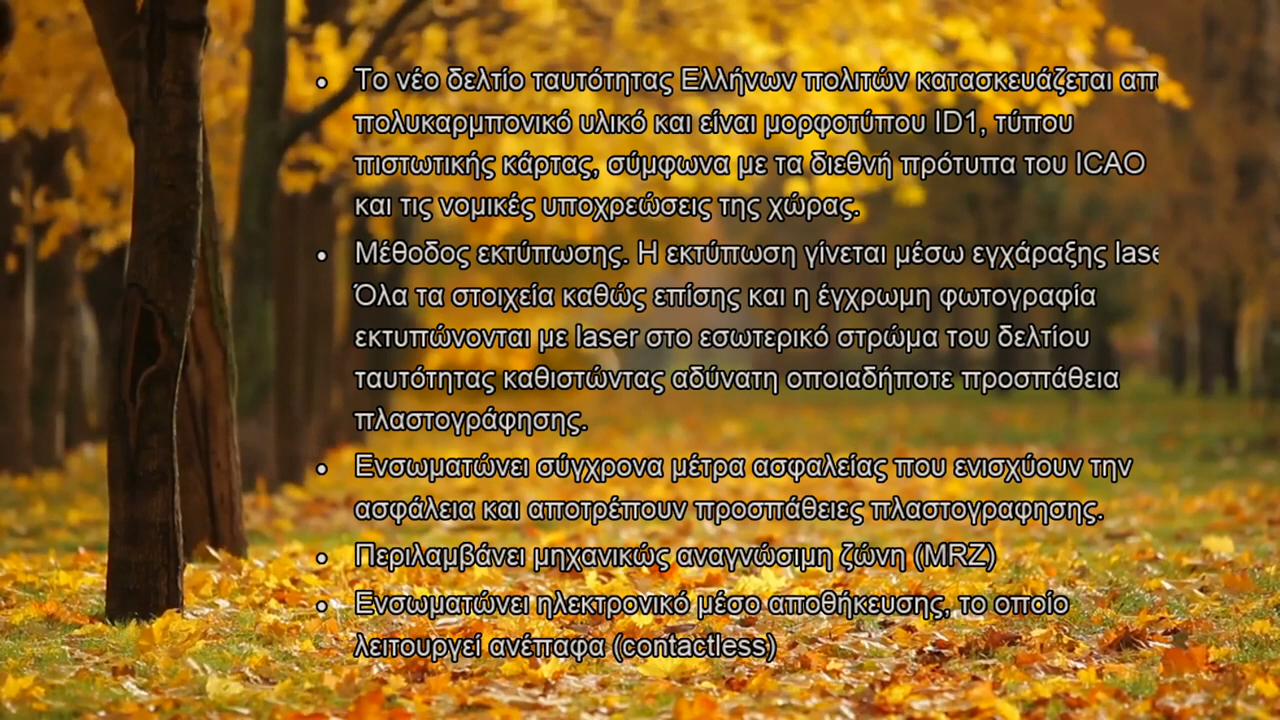 • Το νέο δελτίο ταυτότητας Ελλήνων πολιτών κατασκευάζεται απ
πολυκαρμπονικό υλικό και είναι μορφοτύπου ID1, τύπου
πιστωτικής κάρτας, σύμφωνα με τα διεθνή πρότυπα του ICAO
και τις νομικές υποχρεώσεις της χώρας.
• Μέθοδος εκτύπωσης. Η εκτύπωση γίνεται μέσω εγχάραξης lase
Όλα τα στοιχεία καθώς επίσης και η έγχρωμη φωτογραφία
εκτυπώνονται με laser στο εσωτερικό στρώμα του δελτίου
ταυτότητας καθιστώντας αδύνατη οποιαδήποτε προσπάθεια
πλαστογράφησης.
• Ενσωματώνει σύγχρονα μέτρα ασφαλείας που ενισχύουν την
ασφάλεια και αποτρέπουν προσπάθειες πλαστογραφησης.
• Περιλαμβάνει μηχανικώς αναγνώσιμη ζώνη (MRZ)
• Ενσωματώνει ηλεκτρονικό μέσο αποθήκευσης, το οποίο
λειτουργεί ανέπαφα (contactless)